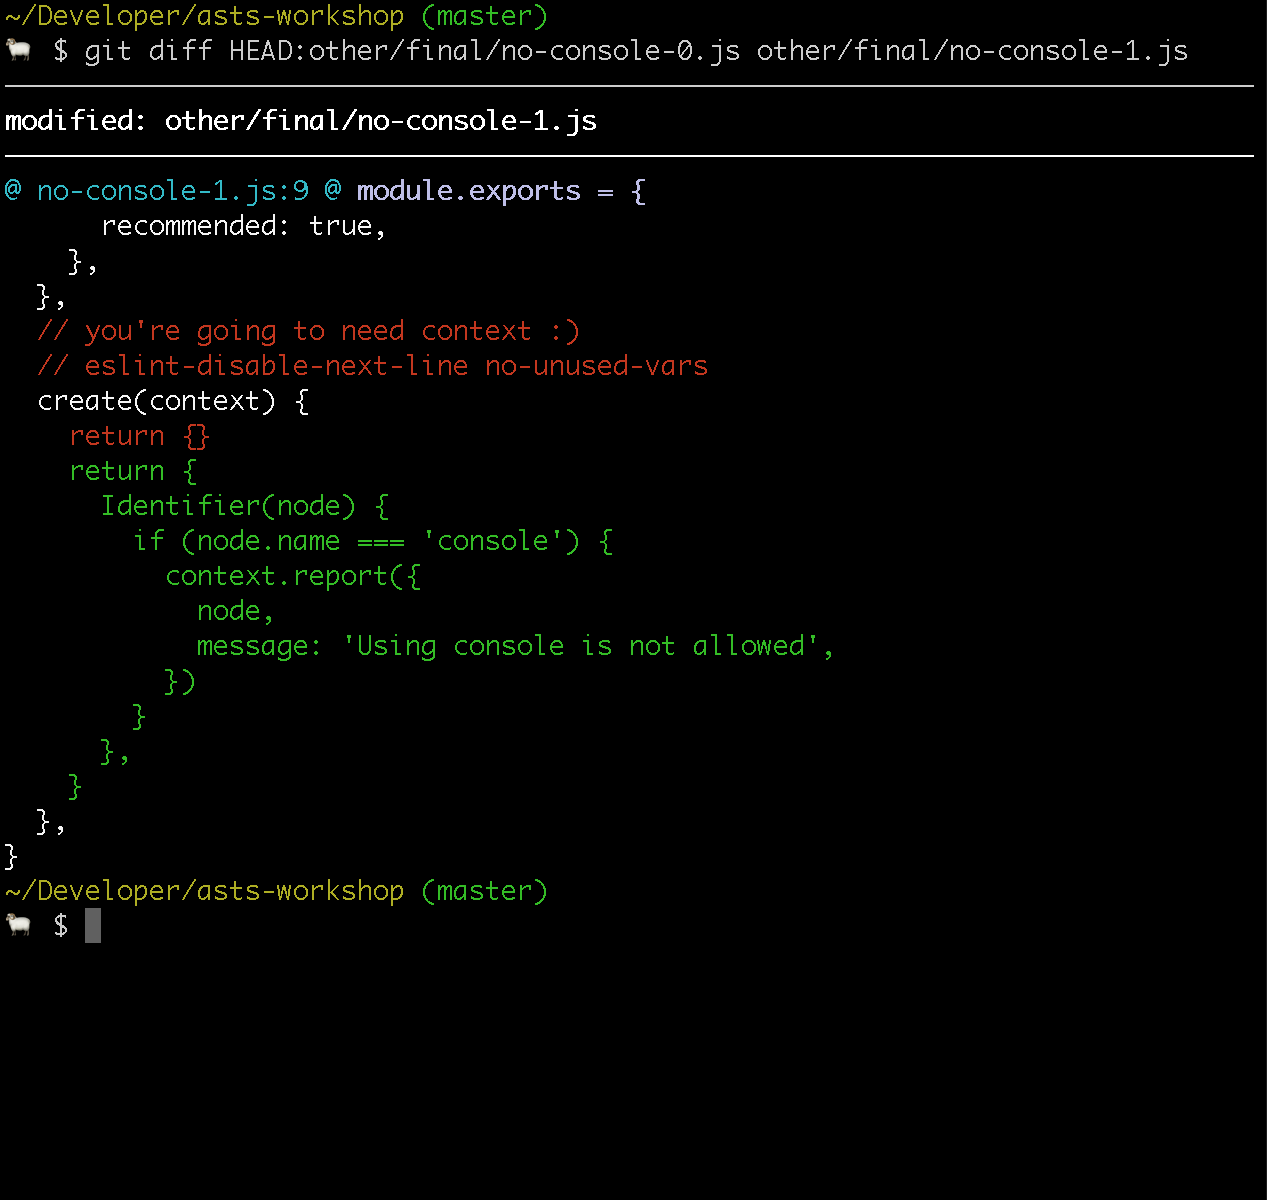 ~/Developer/asts-workshop (master)
🐏 $ git diff HEAD:other/final/no-console-0.js other/final/no-console-1.js
modified: other/final/no-console-1.js
@ no-console-1.js:9 @ module.exports = {
      recommended: true,
    },
  },
  // you're going to need context :)
  // eslint-disable-next-line no-unused-vars
  create(context) {
    return {}
    return {
      Identifier(node) {
        if (node.name === 'console') {
          context.report({
            node,
            message: 'Using console is not allowed',
          })
        }
      },
    }
  },
}
~/Developer/asts-workshop (master)
🐏 $